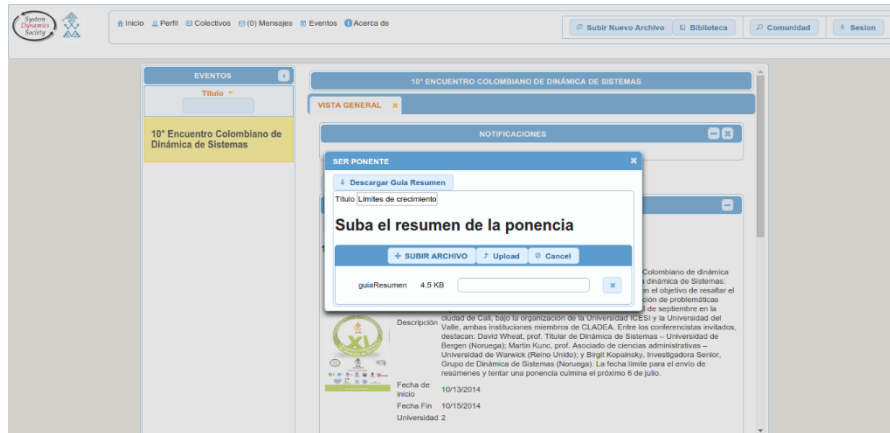 System
Dynamics
Society
Inicio Perfil Colectivos (0) Mensajes Eventos Acerca de
Subir Nuevo Archivo Biblioteca Comunidad Sesion
EVENTOS
Título
10° Encuentro Colombiano de
Dinámica de Sistemas
10° ENCUENTRO COLOMBIANO DE DINÁMICA DE SISTEMAS
VISTA GENERAL
NOTIFICACIONES
SER PONENTE
Descargar Guia Resumen
Titulo Límites de crecimiento
Suba el resumen de la ponencia
SUBIR ARCHIVO Upload Cancel
guiaResumen 4.5 KB
Colombiano de dinámica
dinámica de Sistemas:
el objetivo de resaltar el
de problemáticas
de septiembre en la
ciudad de Cali, bajo la organización de la Universidad ICESI y la Universidad del
Descripción Valle, ambas instituciones miembros de CLADEA. Entre los conferencistas invitados,
destacan: David Wheat, prof. Titular de Dinámica de Sistemas – Universidad de
Bergen (Noruega); Martin Kunc, prof. Asociado de ciencias administrativas –
Universidad de Warwick (Reino Unido); y Birgit Kopainsky, Investigadora Senior,
Grupo de Dinámica de Sistemas (Noruega). La fecha límite para el envío de
resúmenes y tentar una ponencia culmina el próximo 6 de julio.
XI
Fecha de
Inicio 10/13/2014
Fecha Fin 10/15/2014
Universidad 2